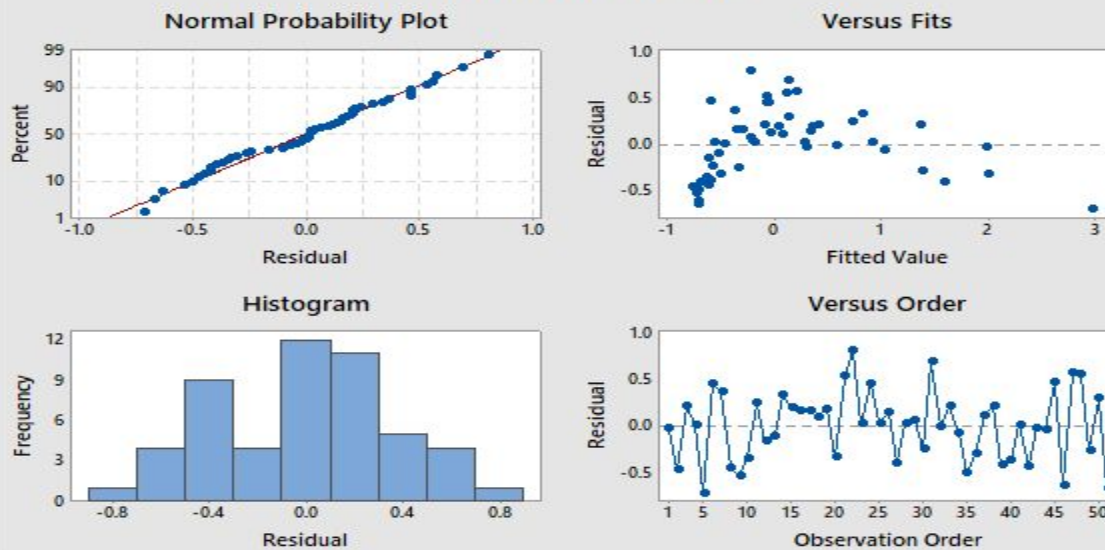 Normal Probability Plot
99
90
50
10
1
Percent
-1.0 -0.5 0.0 0.5 1.0
Residual
Versus Fits
1.0
0.5
0.0
-0.5
Residual
-1 0 1 2 3
Fitted Value
Histogram
12
9
6
3
0
Frequency
-0.8 -0.4 0.0 0.4 0.8
Residual
Versus Order
1.0
0.5
0.0
-0.5
Residual
1 5 10 15 20 25 30 35 40 45 50
Observation Order